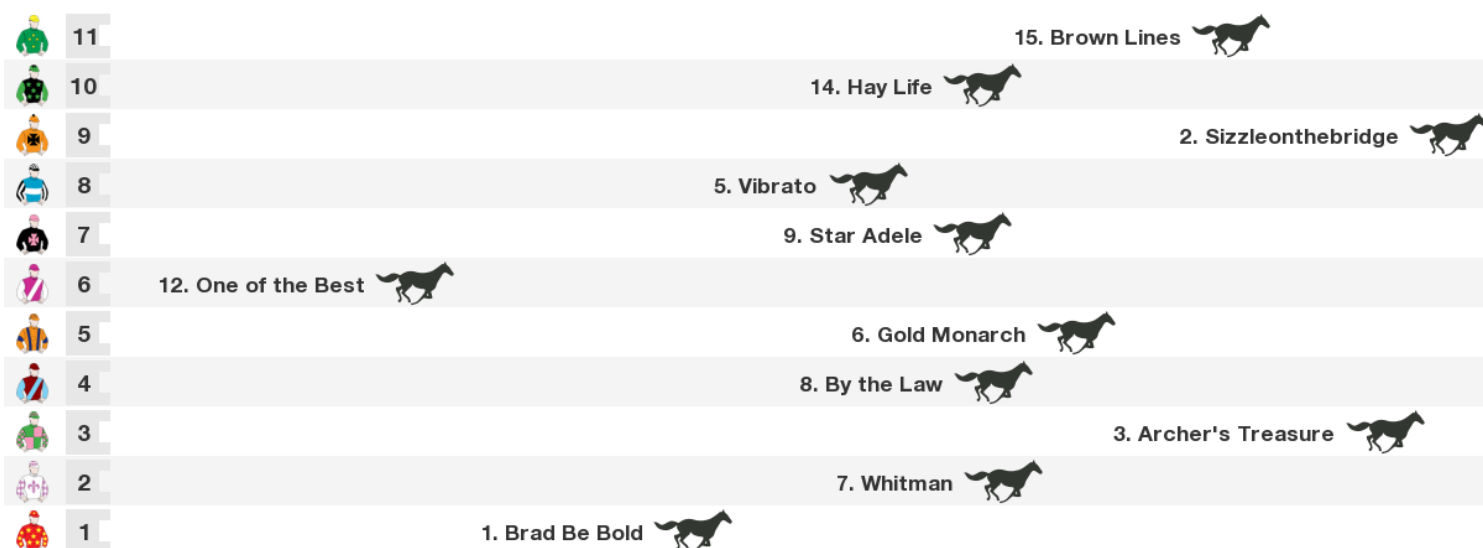 11 15. Brown Lines
10 14. Hay Life
9 2. Sizzleonthebridge
8 5. Vibrato
7 9. Star Adele
6 12. One of the Best
5 6. Gold Monarch
4 8. By the Law
3 3. Archer's Treasure
2 7. Whitman
1 1. Brad Be Bold